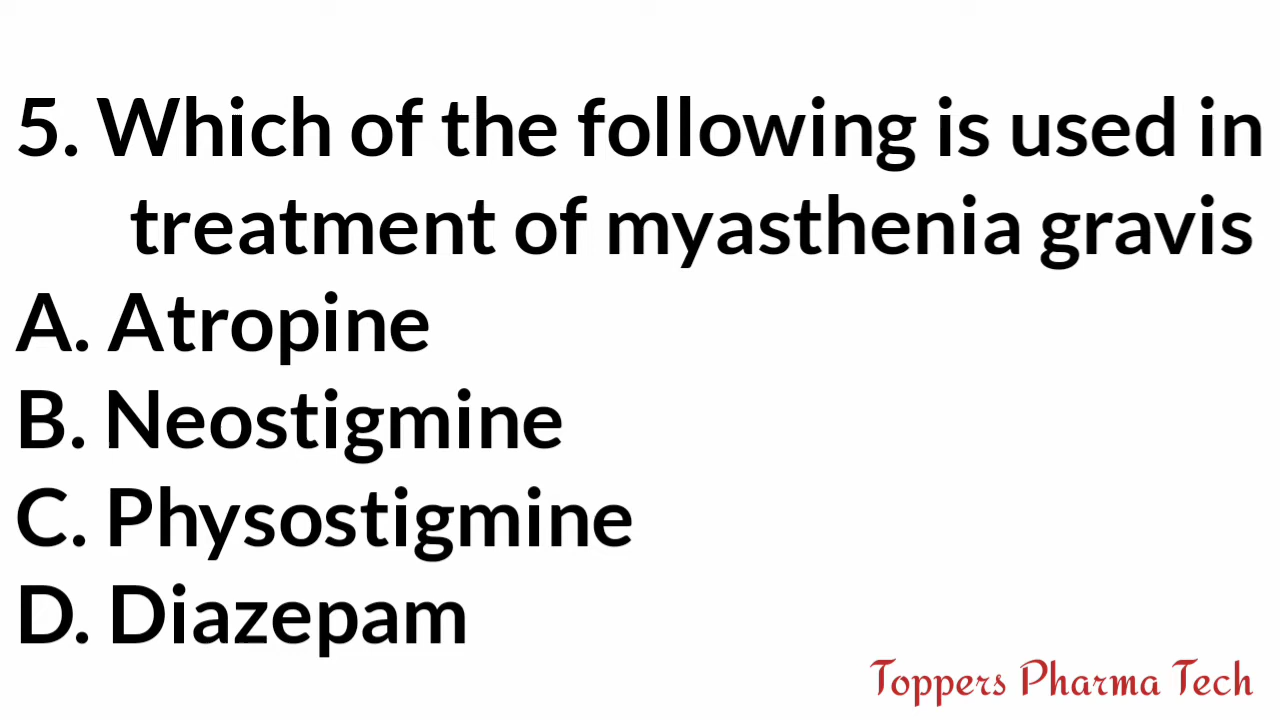 5. Which of the following is used in
treatment of myasthenia gravis
A. Atropine
B. Neostigmine
C. Physostigmine
D. Diazepam
Toppers Pharma Tech